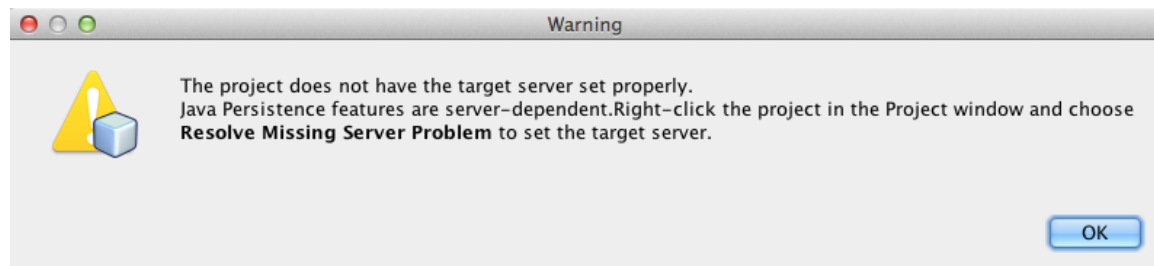 Warning
The project does not have the target server set properly.
Java Persistence features are server-dependent.Right-click the project in the Project window and choose
Resolve Missing Server Problem to set the target server.
OK